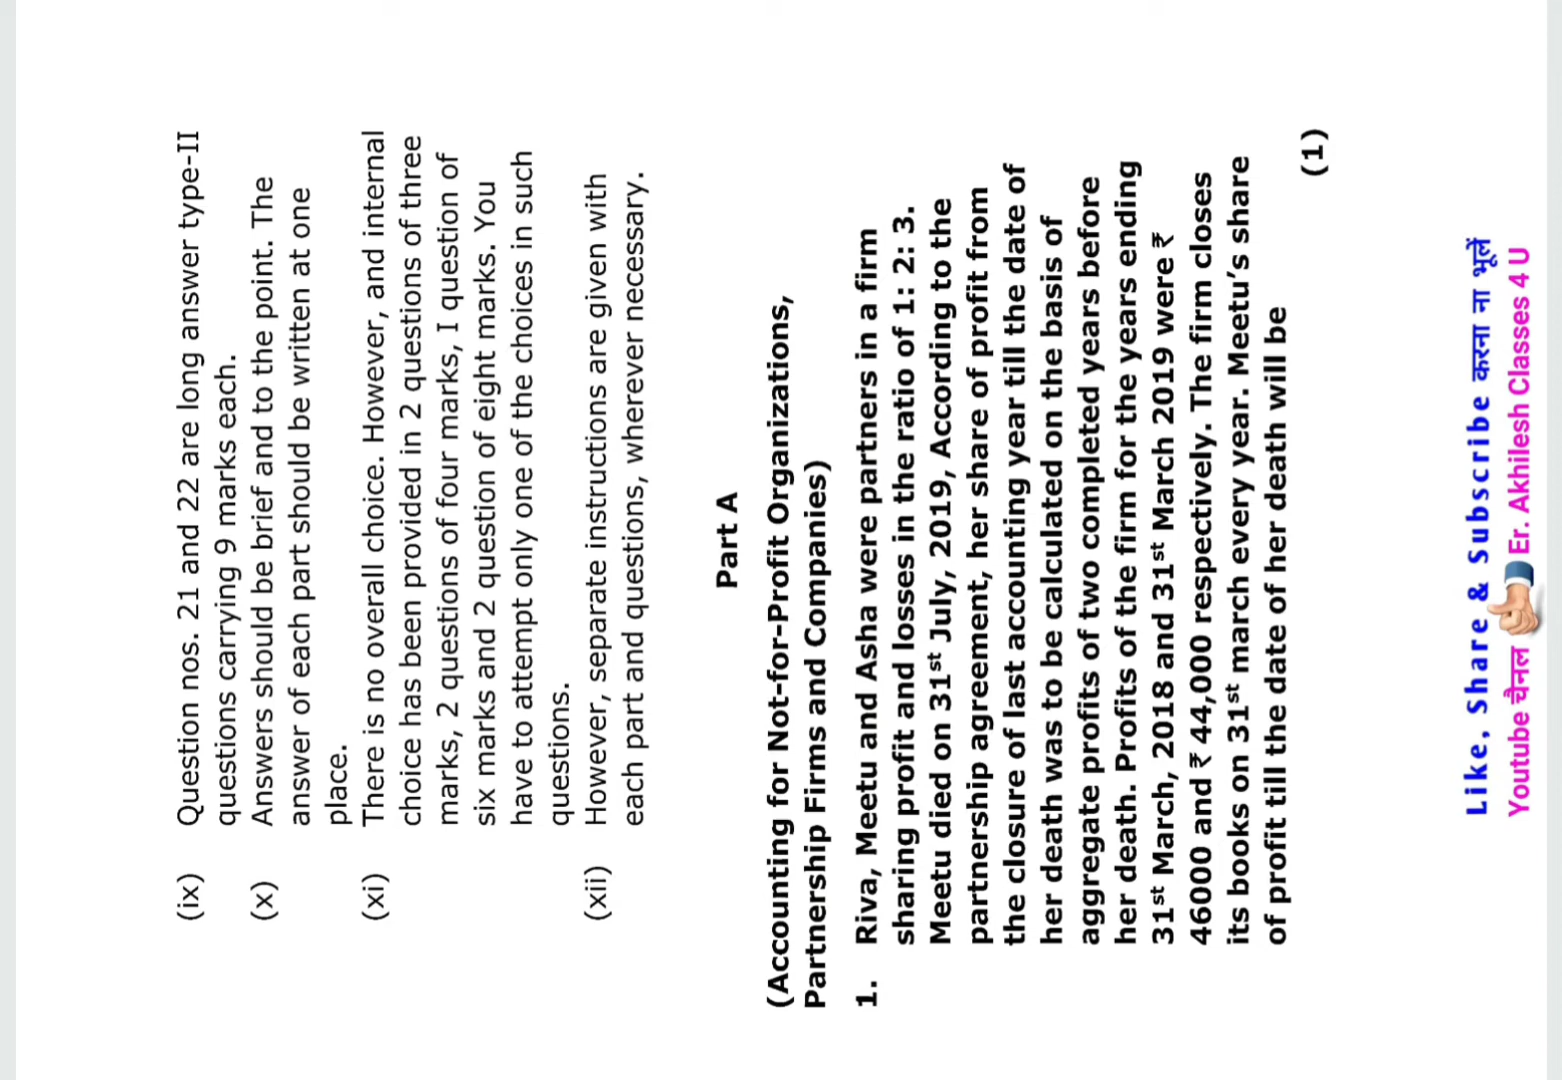 (ix) Question nos. 21 and 22 are long answer type-II
questions carrying 9 marks each.
(x) Answers should be brief and to the point. The
answer of each part should be written at one
place.
(xi) There is no overall choice. However, and internal
choice has been provided in 2 questions of three
marks, 2 questions of four marks, I question of
six marks and 2 question of eight marks. You
have to attempt only one of the choices in such
questions.
(xii) However, separate instructions are given with
each part and questions, wherever necessary.
Part A
(Accounting for Not-for-Profit Organizations,
Partnership Firms and Companies)
1. Riva, Meetu and Asha were partners in a firm
sharing profit and losses in the ratio of 1: 2: 3.
Meetu died on 31st July, 2019, According to the
partnership agreement, her share of profit from
the closure of last accounting year till the date of
her death was to be calculated on the basis of
aggregate profits of two completed years before
her death. Profits of the firm for the years ending
31st March, 2018 and 31st March 2019 were ₹
46000 and ₹ 44,000 respectively. The firm closes
its books on 31st march every year. Meetu's share
of profit till the date of her death will be
(1)
Like, Share & Subscribe करना ना भूलें
Youtube चैनल Er. Akhilesh Classes 4 U